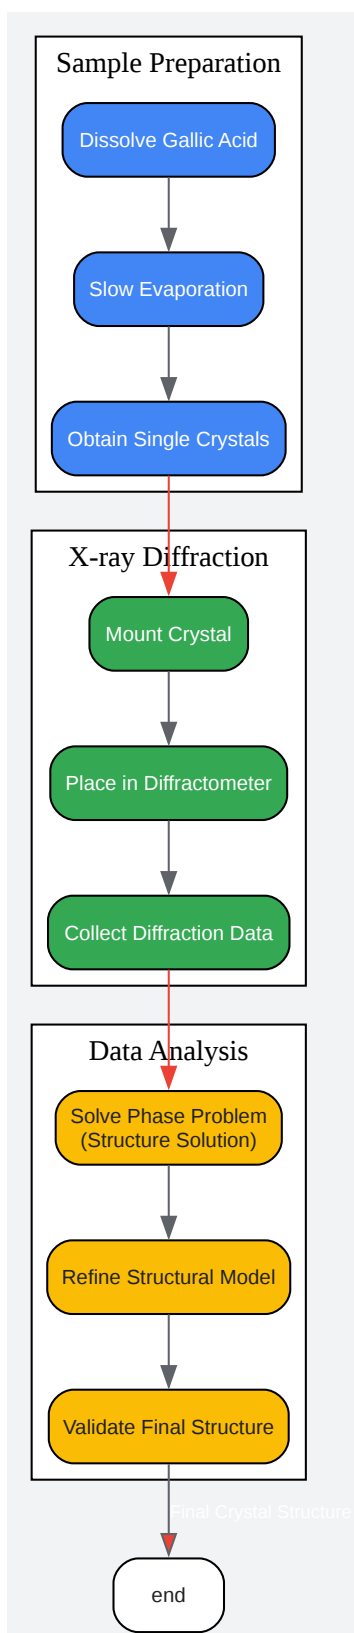 Sample Preparation
Dissolve Gallic Acid
Slow Evaporation
Obtain Single Crystals
X-ray Diffraction
Mount Crystal
Place in Diffractometer
Collect Diffraction Data
Data Analysis
Solve Phase Problem
(Structure Solution)
Refine Structural Model
Validate Final Structure
Final Crystal Structure
end